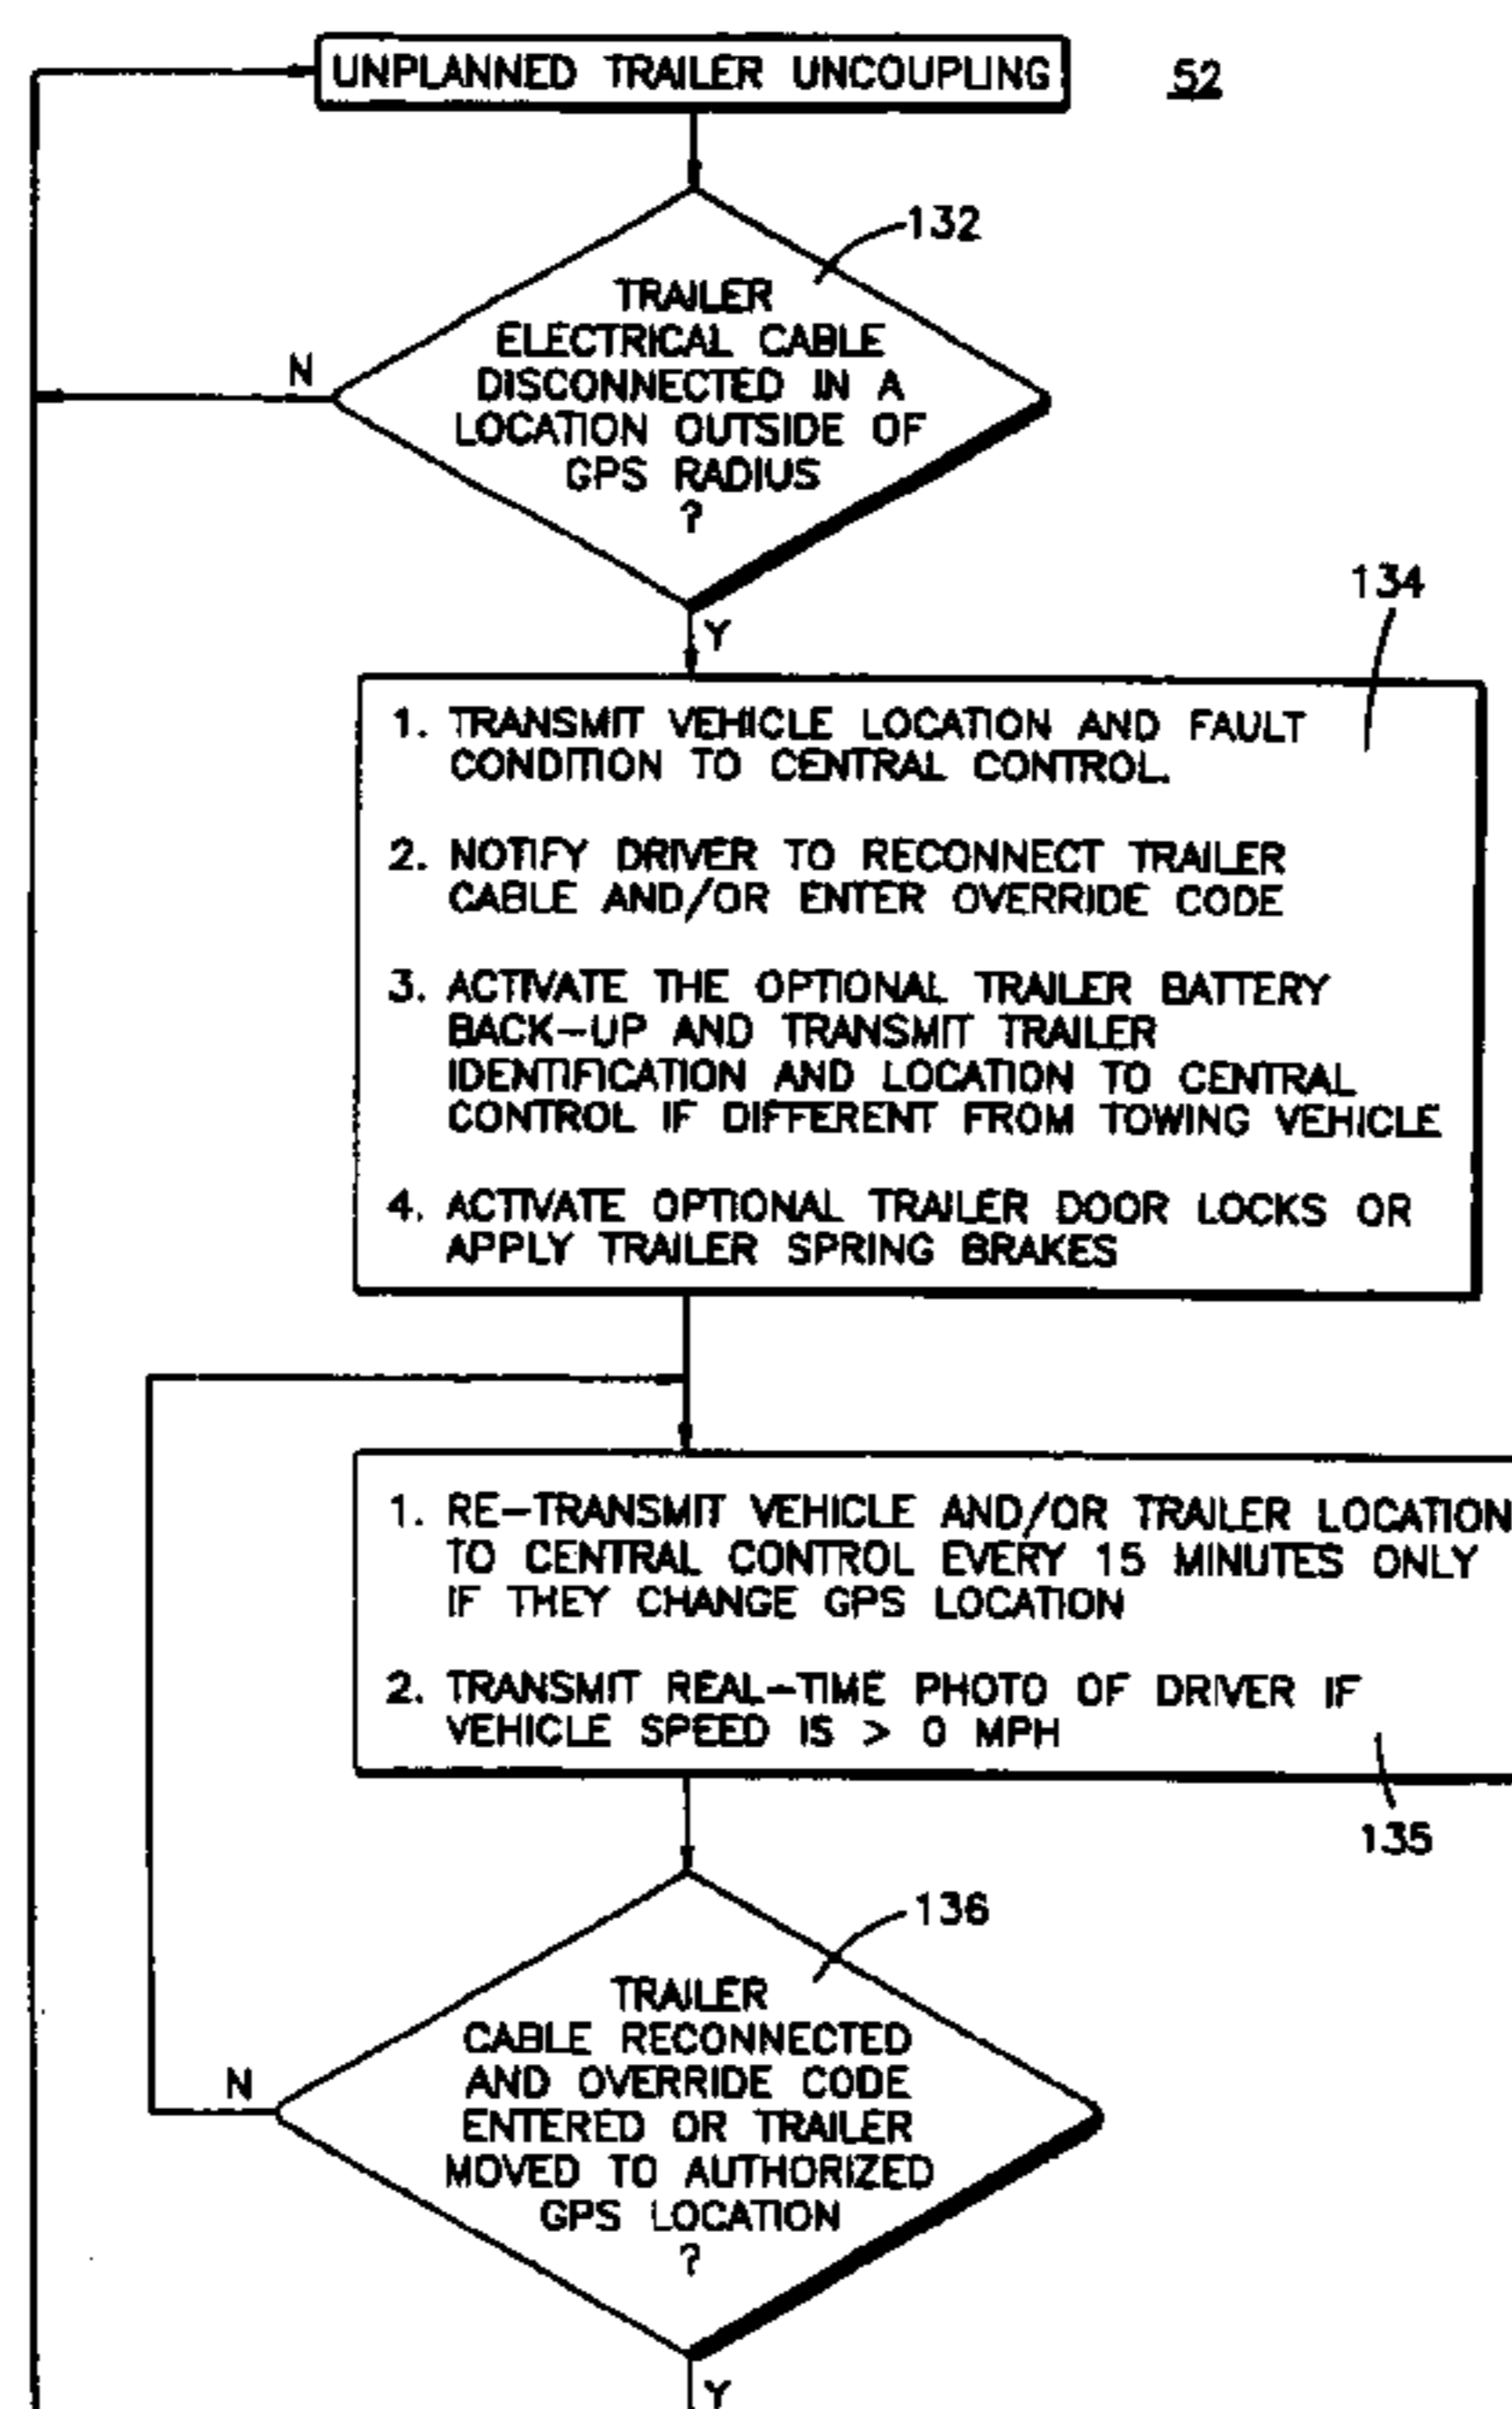 UNPLANNED TRAILER UNCOUPLING
52
132
TRAILER
ELECTRICAL CABLE
DISCONNECTED IN A
LOCATION OUTSIDE OF
GPS RADIUS
?
N
Y
134
1. TRANSMIT VEHICLE LOCATION AND FAULT
CONDITION TO CENTRAL CONTROL.
2. NOTIFY DRIVER TO RECONNECT TRAILER
CABLE AND/OR ENTER OVERRIDE CODE
3. ACTIVATE THE OPTIONAL TRAILER BATTERY
BACK-UP AND TRANSMIT TRAILER
IDENTIFICATION AND LOCATION TO CENTRAL
CONTROL IF DIFFERENT FROM TOWING VEHICLE
4. ACTIVATE OPTIONAL TRAILER DOOR LOCKS OR
APPLY TRAILER SPRING BRAKES
1. RE-TRANSMIT VEHICLE AND/OR TRAILER LOCATION
TO CENTRAL CONTROL EVERY 15 MINUTES ONLY
IF THEY CHANGE GPS LOCATION
2. TRANSMIT REAL-TIME PHOTO OF DRIVER IF
VEHICLE SPEED IS > 0 MPH
135
136
TRAILER
CABLE RECONNECTED
AND OVERRIDE CODE
ENTERED OR TRAILER
MOVED TO AUTHORIZED
GPS LOCATION
?
N
Y